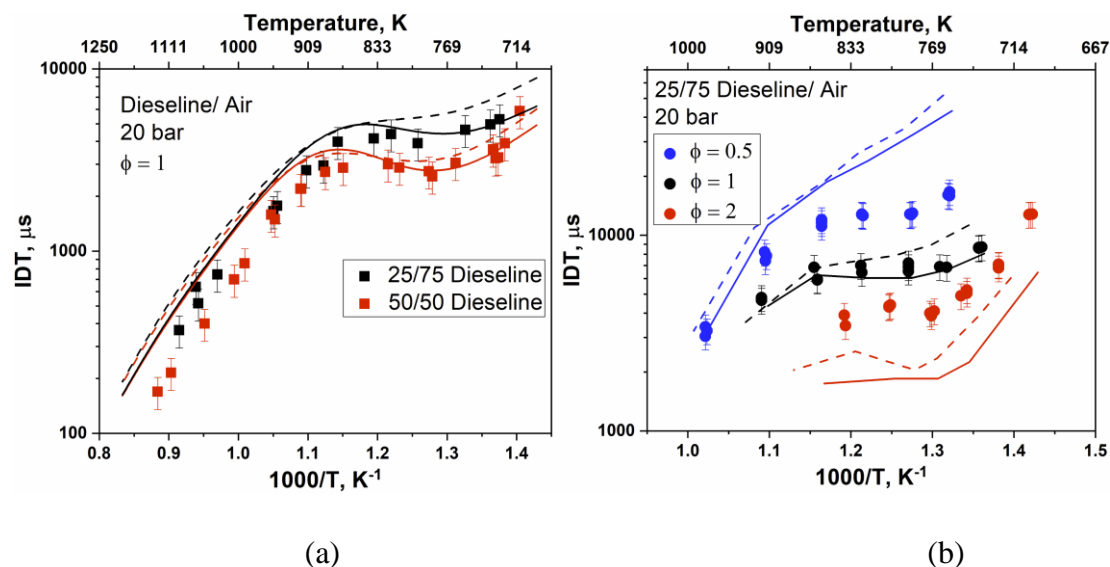 Temperature, K
1250 1111 1000 909 833 769 714
10000
1000
100
IDT, µs
Dieseline/ Air
20 bar
ϕ = 1
25/75 Dieseline
50/50 Dieseline
0.8 0.9 1.0 1.1 1.2 1.3 1.4
1000/T, K⁻¹
(a)
Temperature, K
1000 909 833 769 714 667
10000
1000
IDT, µs
25/75 Dieseline/ Air
20 bar
ϕ = 0.5
ϕ = 1
ϕ = 2
1.0 1.1 1.2 1.3 1.4 1.5
1000/T, K⁻¹
(b)